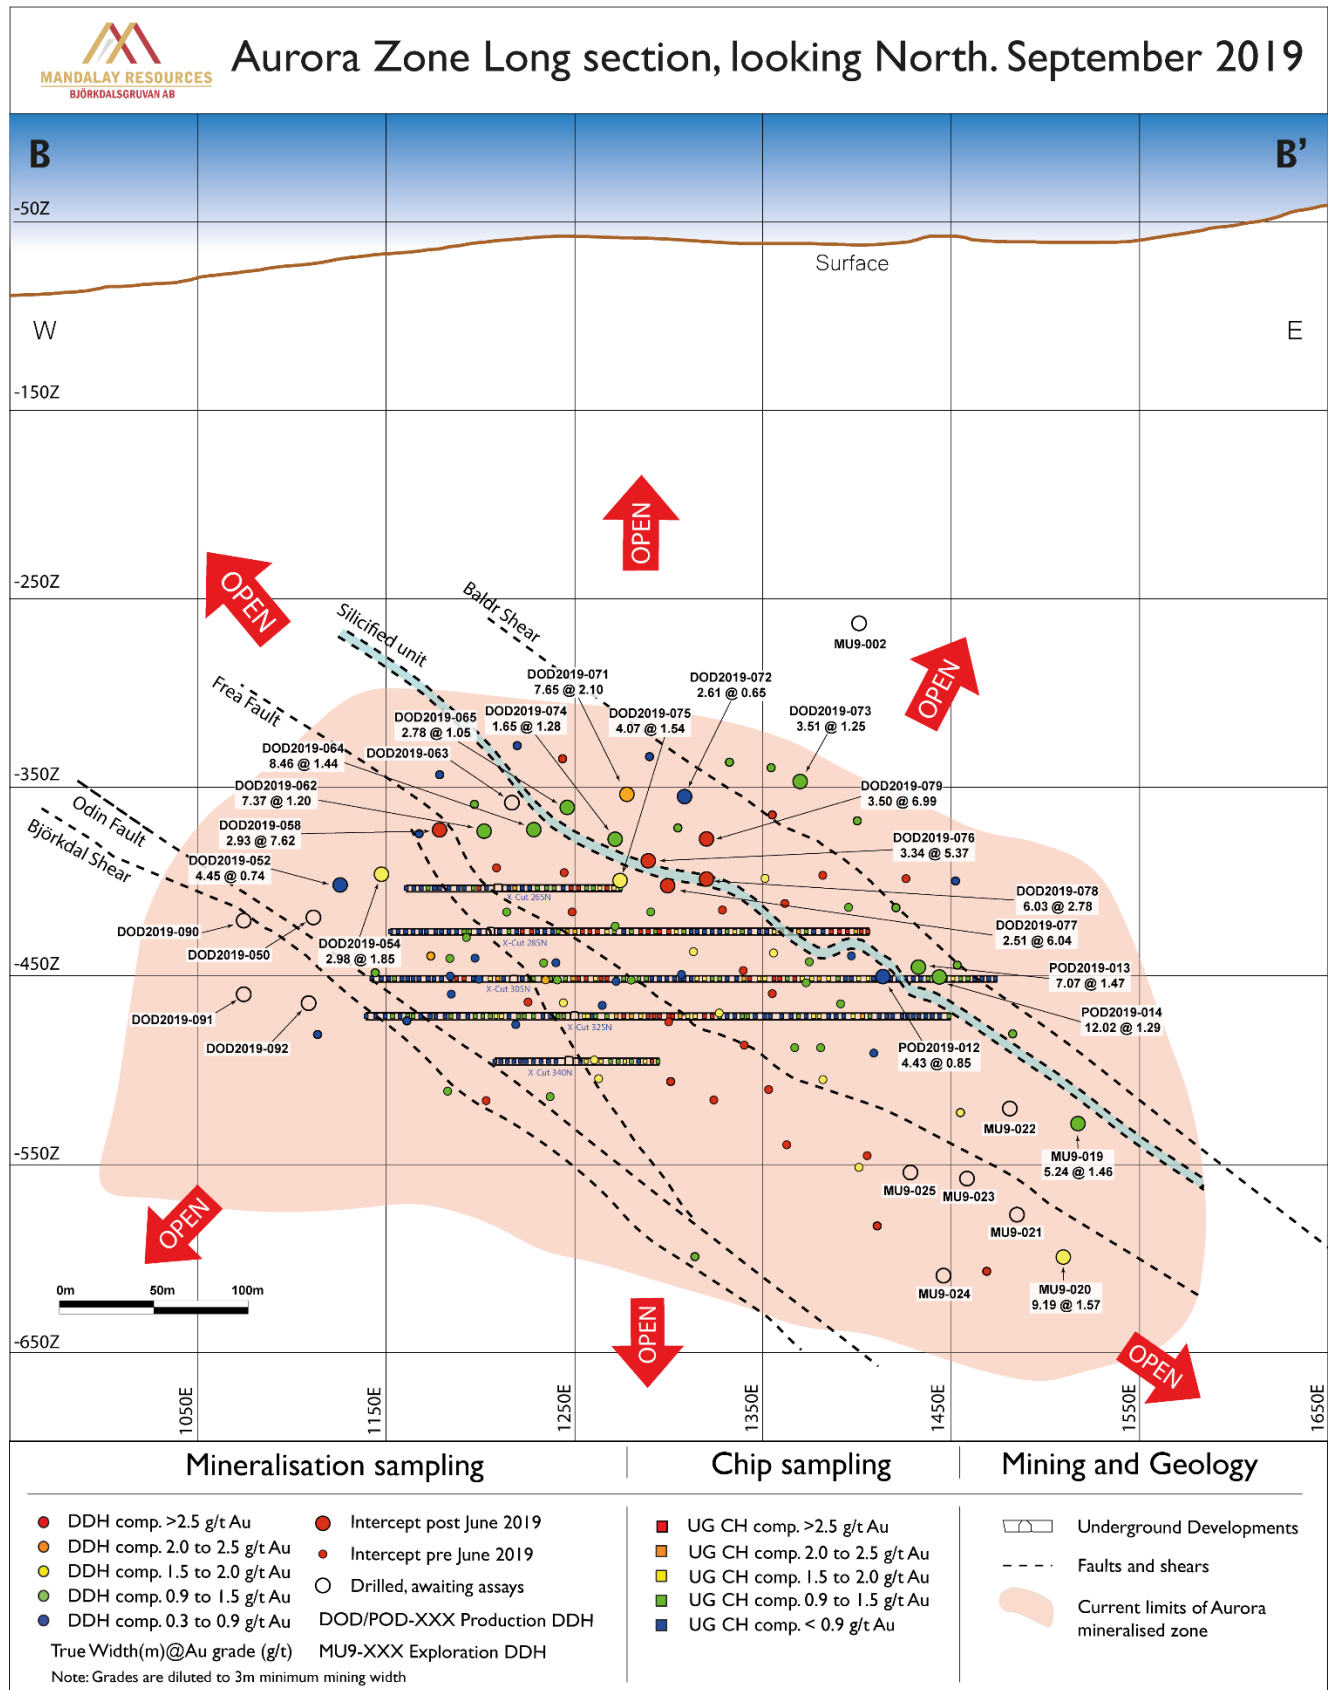 MANDALAY RESOURCES
BJÖRKDALSGRUVAN AB
Aurora Zone Long section, looking North. September 2019
B
B'
-50Z
Surface
W
E
-150Z
OPEN
-250Z
OPEN
Baldr Shear
Silicified unit
MU9-002
OPEN
Frea Fault
DOD2019-071
7.65 @ 2.10
DOD2019-072
2.61 @ 0.65
DOD2019-065
2.78 @ 1.05
DOD2019-074
1.65 @ 1.28
DOD2019-075
4.07 @ 1.54
DOD2019-073
3.51 @ 1.25
DOD2019-064
8.46 @ 1.44
DOD2019-063
-350Z
DOD2019-062
7.37 @ 1.20
DOD2019-079
3.50 @ 6.99
Odin Fault
Björkdal Shear
DOD2019-058
2.93 @ 7.62
DOD2019-076
3.34 @ 5.37
DOD2019-052
4.45 @ 0.74
DOD2019-078
6.03 @ 2.78
X-Cut 265N
DOD2019-077
2.51 @ 6.04
DOD2019-090
DOD2019-050
DOD2019-054
2.98 @ 1.85
X-Cut 285N
-450Z
POD2019-013
7.07 @ 1.47
X-Cut 305N
DOD2019-091
POD2019-014
12.02 @ 1.29
X-Cut 325N
DOD2019-092
POD2019-012
4.43 @ 0.85
X-Cut 340N
MU9-022
-550Z
MU9-019
5.24 @ 1.46
MU9-025
MU9-023
MU9-021
OPEN
MU9-024
MU9-020
9.19 @ 1.57
0m
50m
100m
OPEN
-650Z
OPEN
1050E
1150E
1250E
1350E
1450E
1550E
1650E
Mineralisation sampling
DDH comp. >2.5 g/t Au
DDH comp. 2.0 to 2.5 g/t Au
DDH comp. 1.5 to 2.0 g/t Au
DDH comp. 0.9 to 1.5 g/t Au
DDH comp. 0.3 to 0.9 g/t Au
True Width(m)@Au grade (g/t)
Note: Grades are diluted to 3m minimum mining width
Intercept post June 2019
Intercept pre June 2019
Drilled, awaiting assays
DOD/POD-XXX Production DDH
MU9-XXX Exploration DDH
Chip sampling
UG CH comp. >2.5 g/t Au
UG CH comp. 2.0 to 2.5 g/t Au
UG CH comp. 1.5 to 2.0 g/t Au
UG CH comp. 0.9 to 1.5 g/t Au
UG CH comp. < 0.9 g/t Au
Mining and Geology
Underground Developments
Faults and shears
Current limits of Aurora
mineralised zone